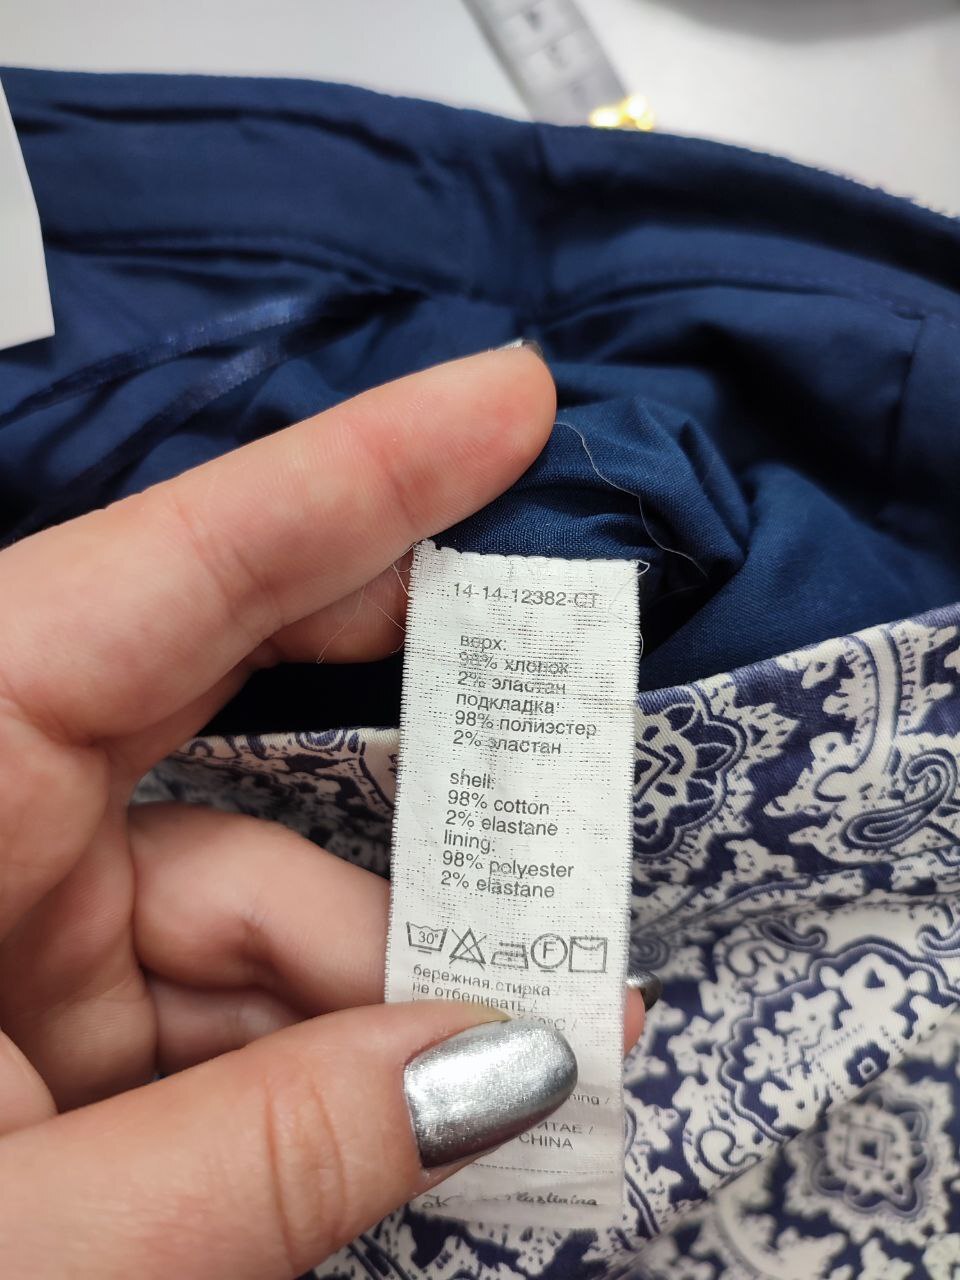 14-14-12382-CT
верх:
98% хлопок
2% эластан
подкладка:
98% полиэстер
2% эластан
shell:
98% cotton
2% elastane
lining:
98% polyester
2% elastane
30° F
бережная стирка
не отбеливать /
°C /
CHINA